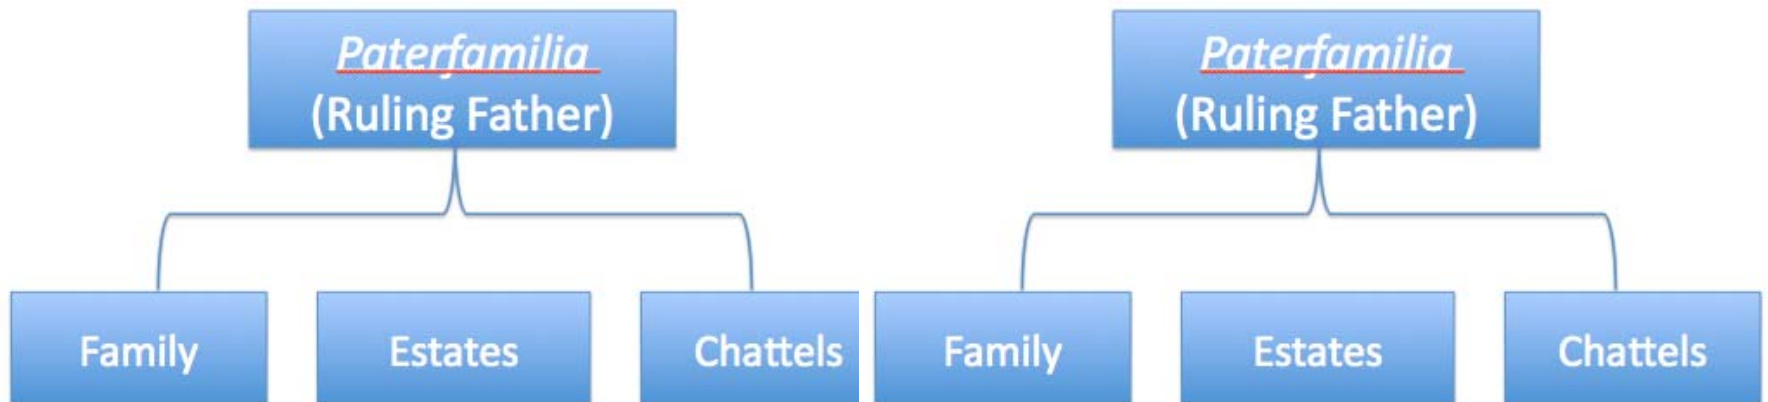 Paterfamilia
(Ruling Father)
Family Estates Chattels
Paterfamilia
(Ruling Father)
Family Estates Chattels